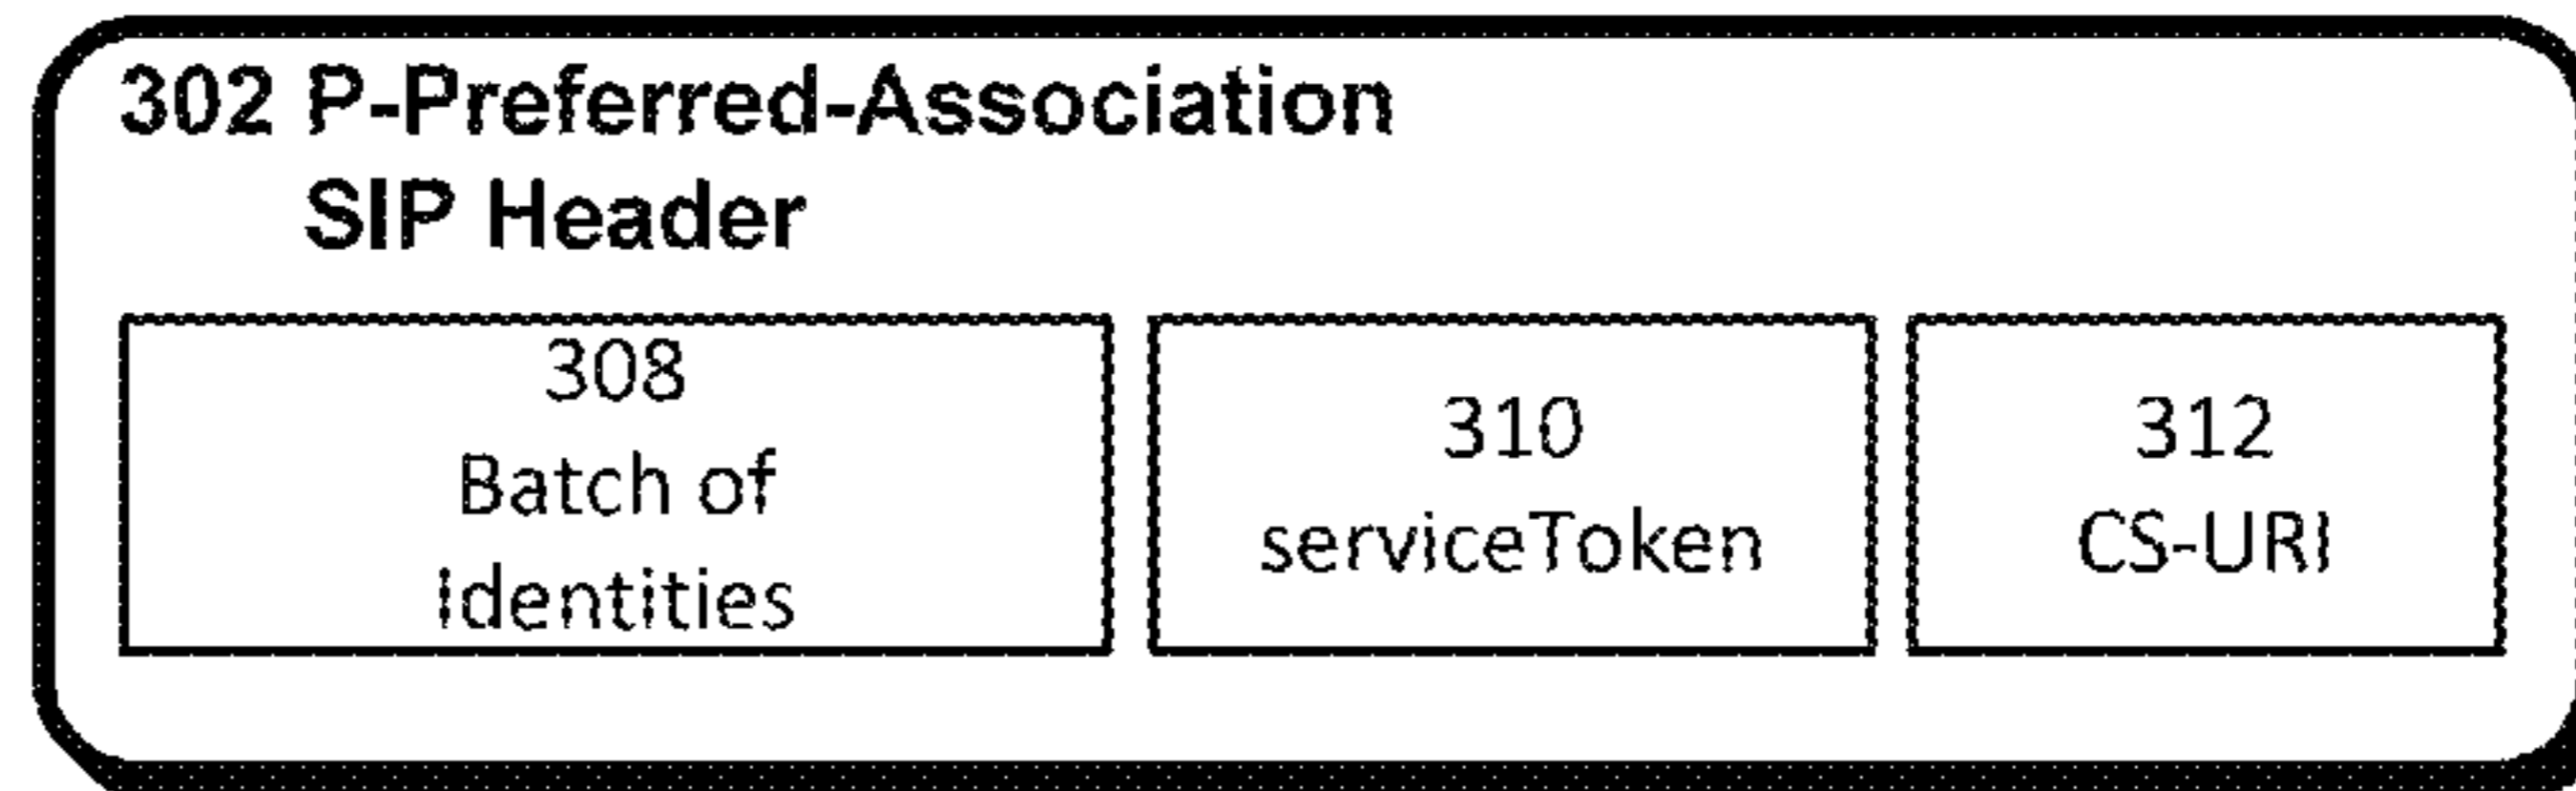 302 P-Preferred-Association
SIP Header
308
Batch of
Identities
310
serviceToken
312
CS-URI